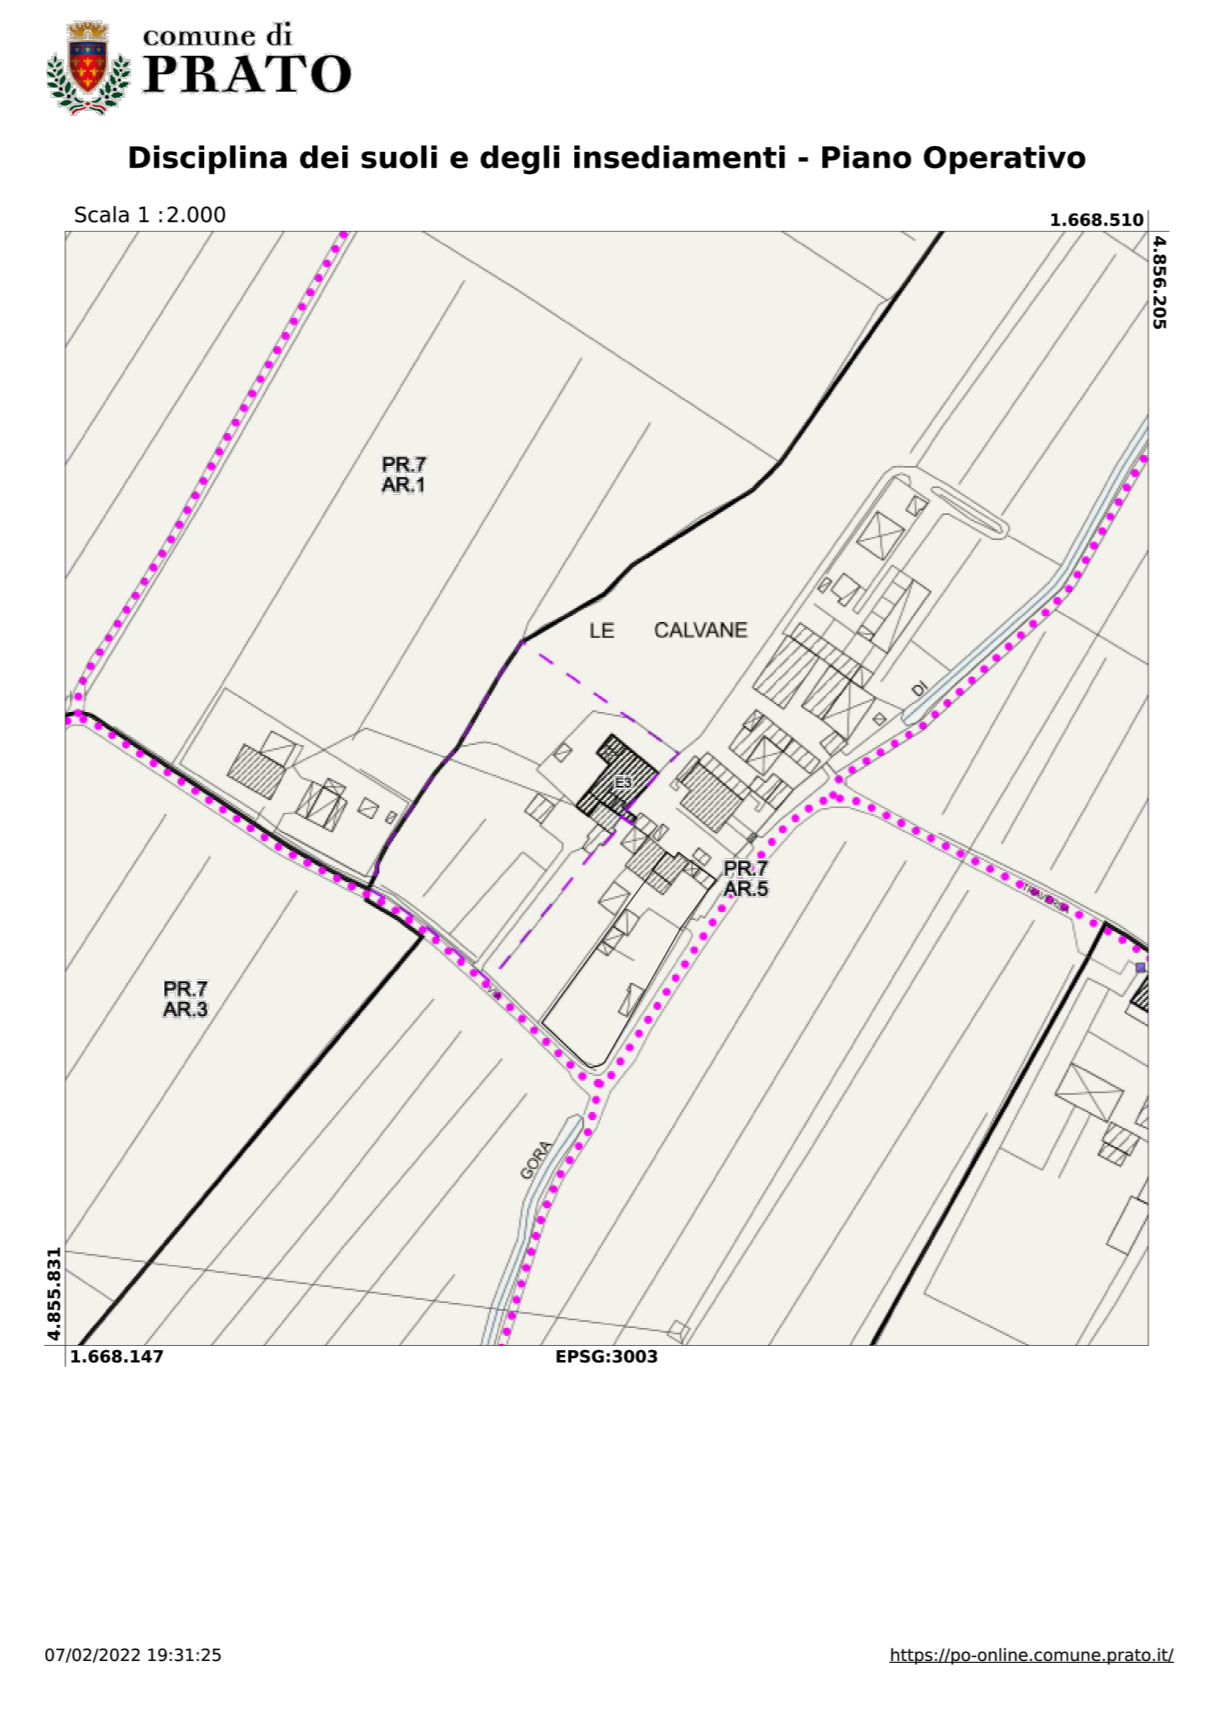 comune di
PRATO
Disciplina dei suoli e degli insediamenti - Piano Operativo
Scala 1 :2.000
1.668.510
4.856.205
PR.7
AR.1
LE CALVANE
DI
E3
PR.7
AR.5
TRAVERSA
PR.7
AR.3
VIA
GORA
4.855.831
1.668.147
EPSG:3003
07/02/2022 19:31:25
https://po-online.comune.prato.it/